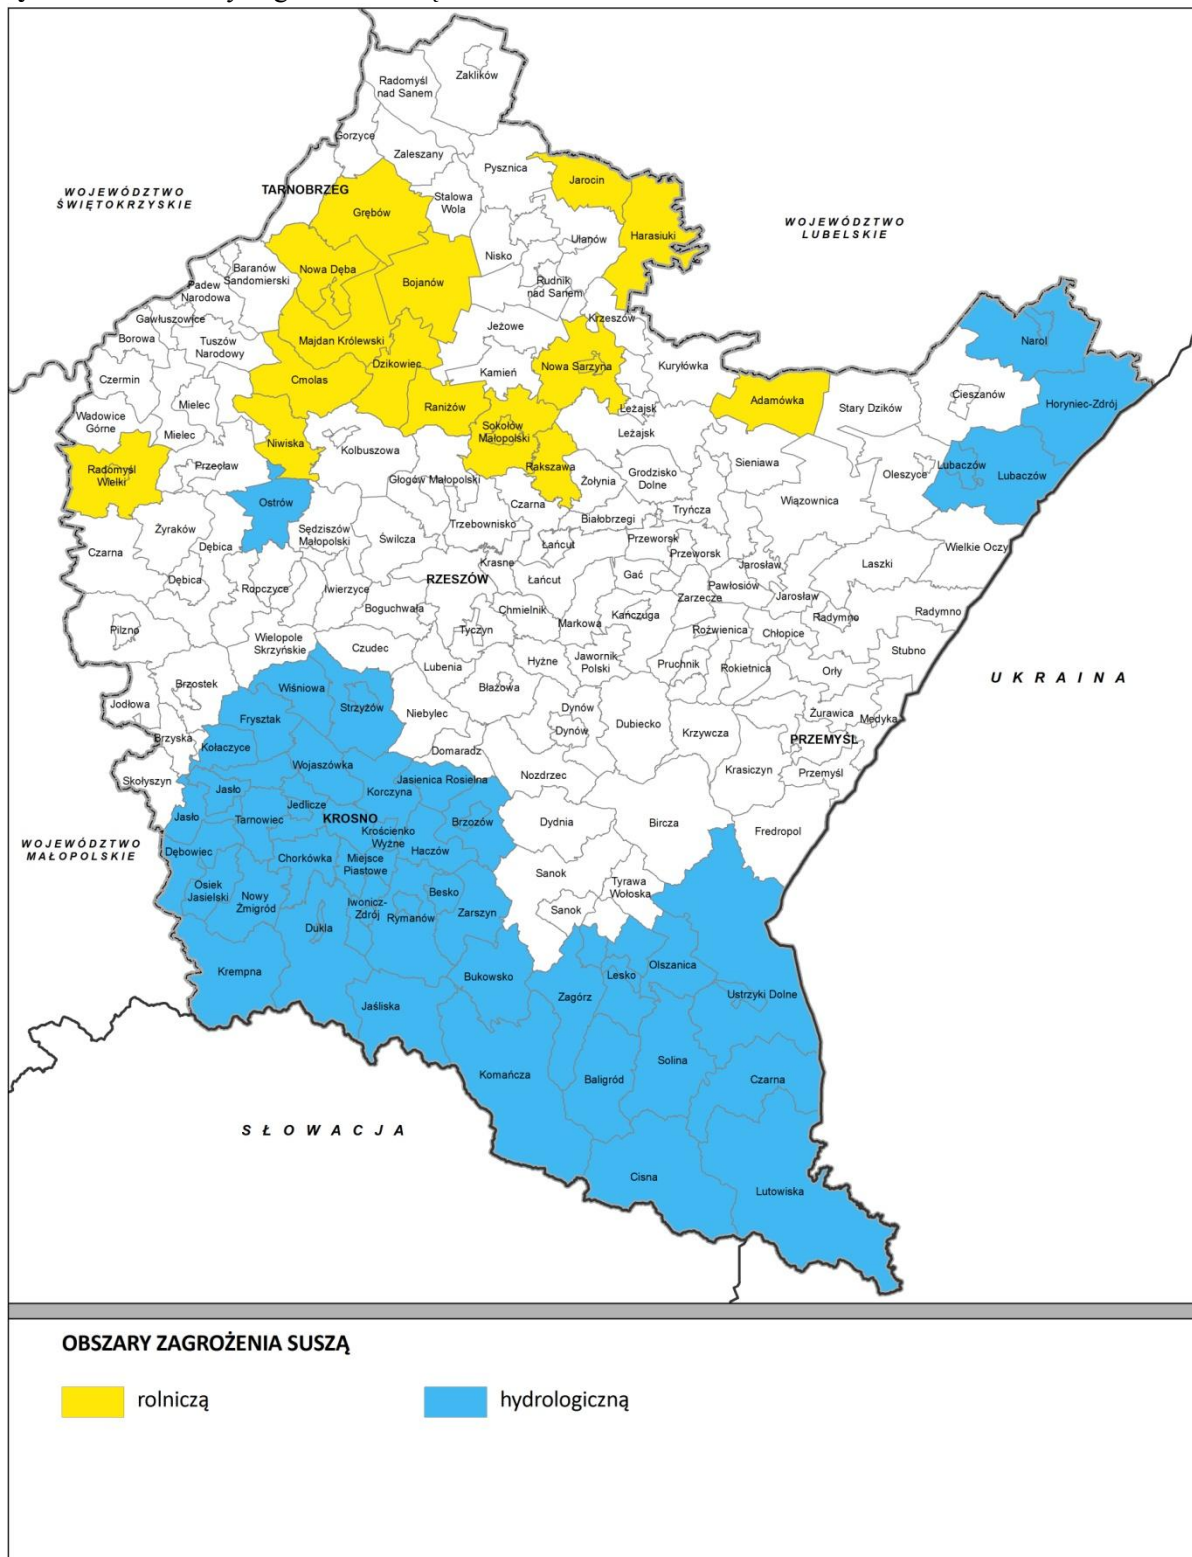 Zaklików
Radomyśl
nad Sanem
Gorzyce
Zaleszany
Pysznica
WOJEWÓDZTWO
ŚWIĘTOKRZYSKIE
TARNOBRZEG
Stalowa
Wola
Jarocin
Grębów
Harasiuki
WOJEWÓDZTWO
LUBELSKIE
Ulanów
Nisko
Baranów
Sandomierski
Nowa Dęba
Bojanów
Rudnik
nad Sanem
Padew
Narodowa
Gawłuszowice
Krzeszów
Jeżowe
Borowa
Tuszów
Narodowy
Majdan Królewski
Narol
Dzikowiec
Nowa Sarzyna
Kuryłówka
Kamień
Czermin
Cmolas
Cieszanów
Mielec
Raniżów
Adamówka
Stary Dzików
Horyniec-Zdrój
Leżajsk
Wadowice
Górne
Sokołów
Małopolski
Leżajsk
Mielec
Niwiska
Kolbuszowa
Sieniawa
Radomyśl
Wielki
Przecław
Rakszawa
Lubaczów
Oleszyce
Lubaczów
Głogów Małopolski
Żołynia
Grodzisko
Dolne
Ostrów
Czarna
Wiązownica
Tryńcza
Żyraków
Sędziszów
Małopolski
Trzebownisko
Białobrzegi
Świlcza
Przeworsk
Wielkie Oczy
Czarna
Dębica
Łańcut
Przeworsk
Krasne
Jarosław
Laszki
Dębica
RZESZÓW
Łańcut
Gać
Pawłosiów
Ropczyce
Iwierzyce
Zarzecze
Jarosław
Boguchwała
Chmielnik
Kańczuga
Radymno
Radymno
Markowa
Pilzno
Tyczyn
Roźwienica
Chłopice
Wielopole
Skrzyńskie
Czudec
Stubno
Lubenia
Hyżne
Jawornik
Polski
Pruchnik
Rokietnica
Orły
UKRAINA
Brzostek
Wiśniowa
Błażowa
Jodłowa
Strzyżów
Dynów
Niebylec
Żurawica
Frysztak
Dynów
Dubiecko
Medyka
Brzyska
Krzywcza
PRZEMYŚL
Kołaczyce
Domaradz
Wojaszówka
Krasiczyn
Przemyśl
Skołyszyn
Jasienica Rosielna
Nozdrzec
Jasło
Korczyna
Jedlicze
Jasło
Tarnowiec
KROSNO
Brzozów
Dydnia
Bircza
Krościenko
Wyżne
Fredropol
WOJEWÓDZTWO
MAŁOPOLSKIE
Dębowiec
Chorkówka
Miejsce
Piastowe
Haczów
Sanok
Osiek
Jasielski
Nowy
Żmigród
Besko
Tyrawa
Wołoska
Iwonicz-
Zdrój
Rymanów
Zarszyn
Sanok
Dukla
Krempna
Bukowsko
Olszanica
Lesko
Jaśliska
Zagórz
Ustrzyki Dolne
Solina
Komańcza
Baligród
Czarna
SŁOWACJA
Cisna
Lutowiska
OBSZARY ZAGROŻENIA SUSZĄ
rolniczą
hydrologiczną